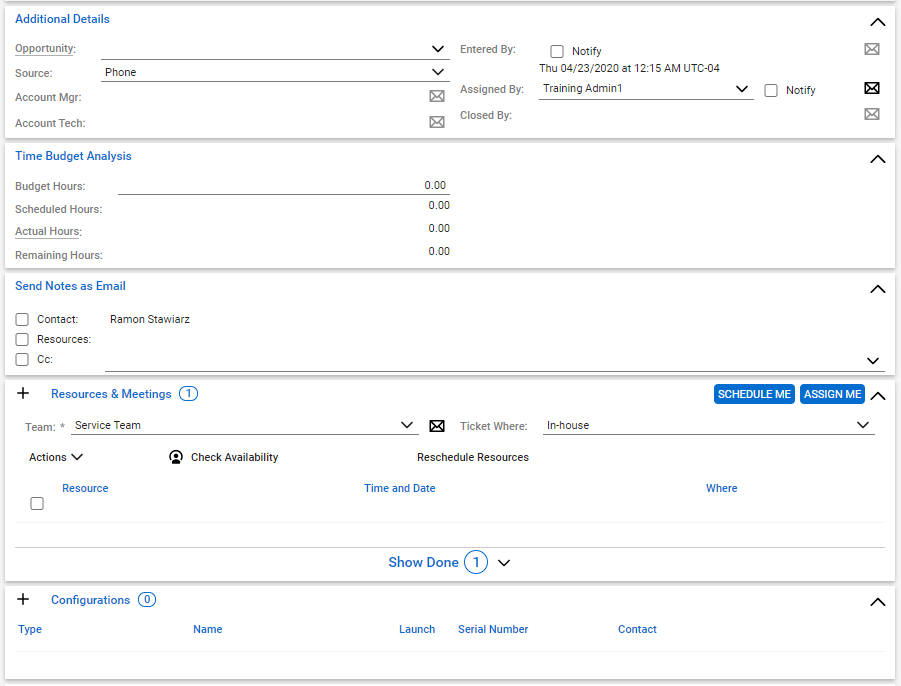 Additional Details
Opportunity:
Source: Phone
Account Mgr:
Account Tech:
Entered By: Notify
Thu 04/23/2020 at 12:15 AM UTC-04
Assigned By: Training Admin1 Notify
Closed By:
Time Budget Analysis
Budget Hours: 0.00
Scheduled Hours: 0.00
Actual Hours: 0.00
Remaining Hours: 0.00
Send Notes as Email
Contact: Ramon Stawiarz
Resources:
Cc:
Resources & Meetings 1 SCHEDULE ME ASSIGN ME
Team: * Service Team Ticket Where: In-house
Actions Check Availability Reschedule Resources
Resource Time and Date Where
Show Done 1
Configurations 0
Type Name Launch Serial Number Contact